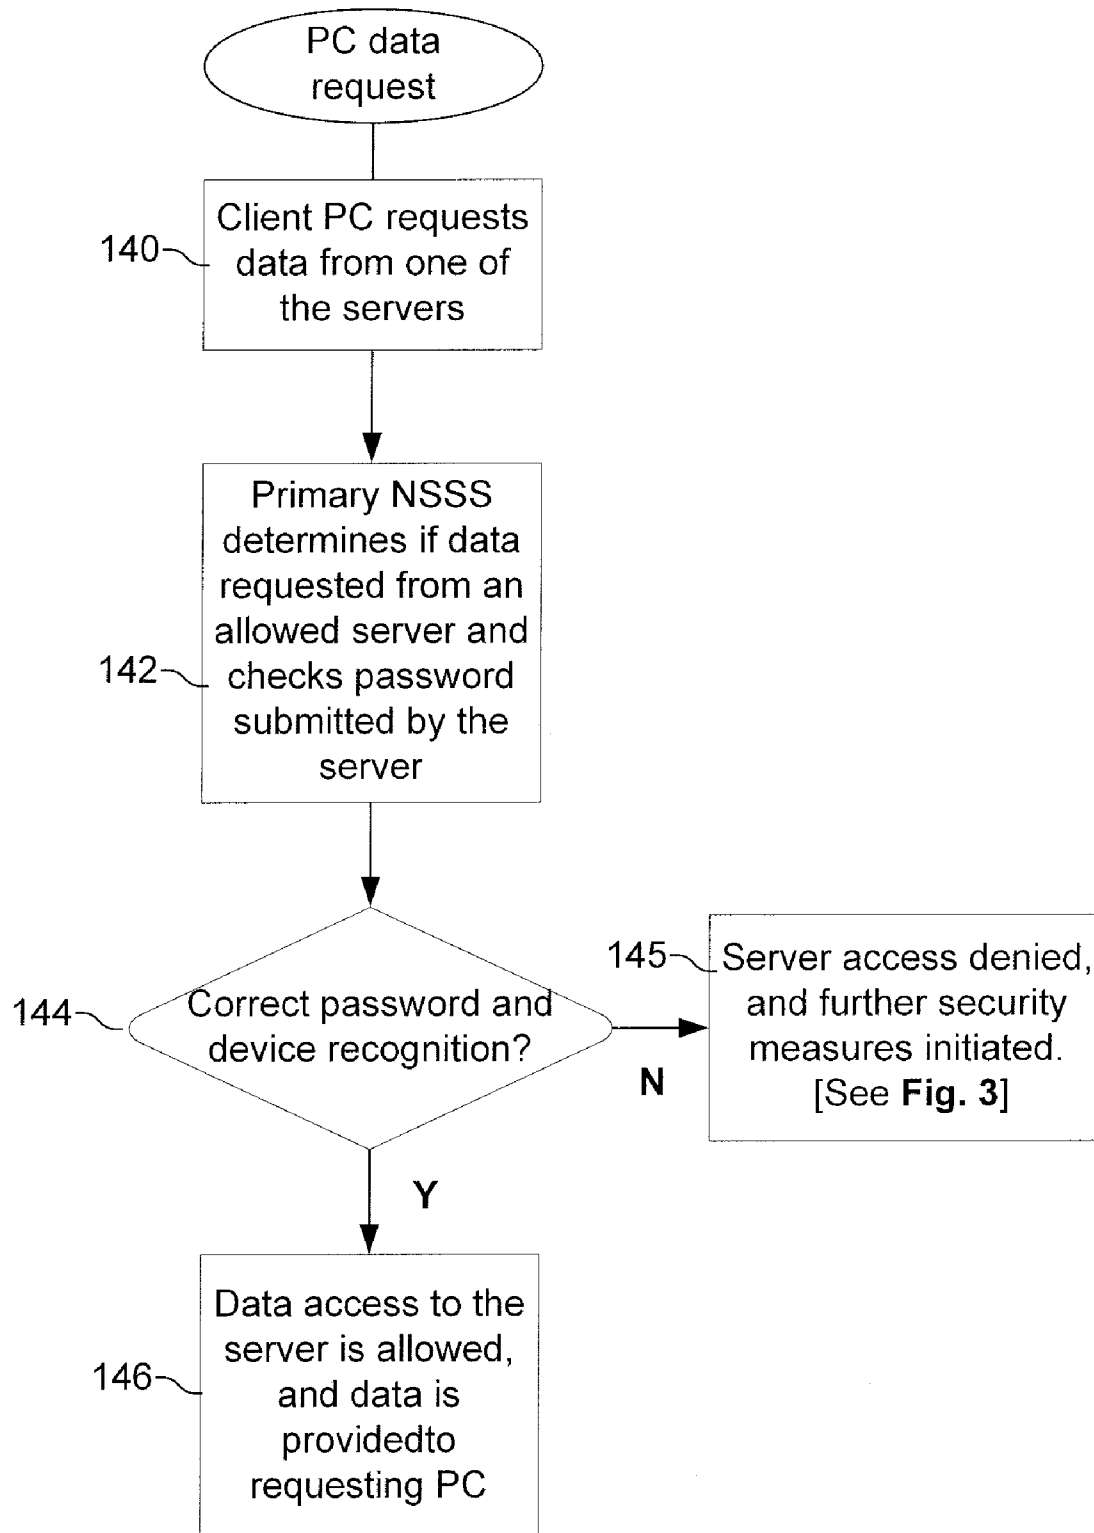 PC data
request
Client PC requests
data from one of
the servers
140
Primary NSSS
determines if data
requested from an
allowed server and
checks password
submitted by the
server
142
Correct password and
device recognition?
144
N
145
Server access denied,
and further security
measures initiated.
[See Fig. 3]
Y
Data access to the
server is allowed,
and data is
providedto
requesting PC
146